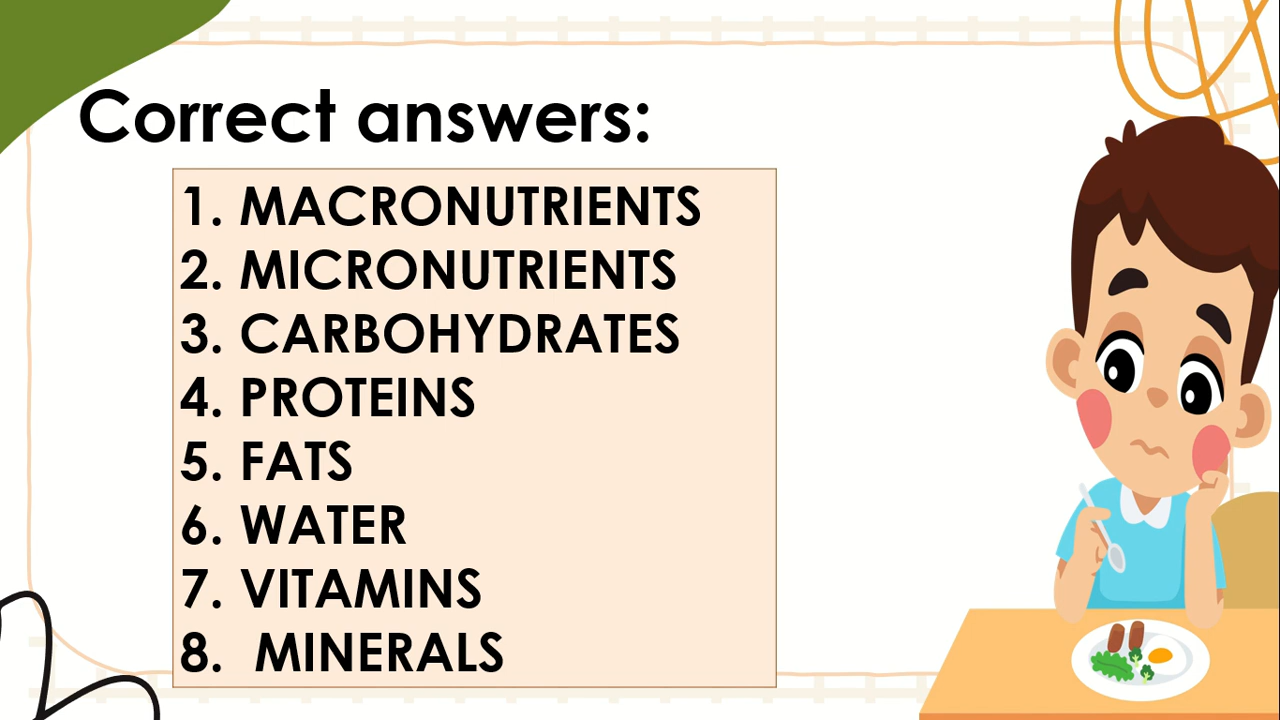 Correct answers:
1. MACRONUTRIENTS
2. MICRONUTRIENTS
3. CARBOHYDRATES
4. PROTEINS
5. FATS
6. WATER
7. VITAMINS
8.  MINERALS